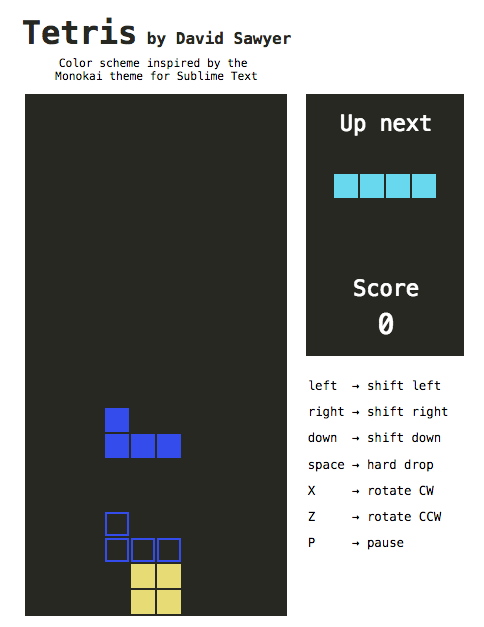 Tetris by David Sawyer
Color scheme inspired by the
Monokai theme for Sublime Text
Up next
Score
0
left → shift left
right → shift right
down → shift down
space → hard drop
X → rotate CW
Z → rotate CCW
P → pause